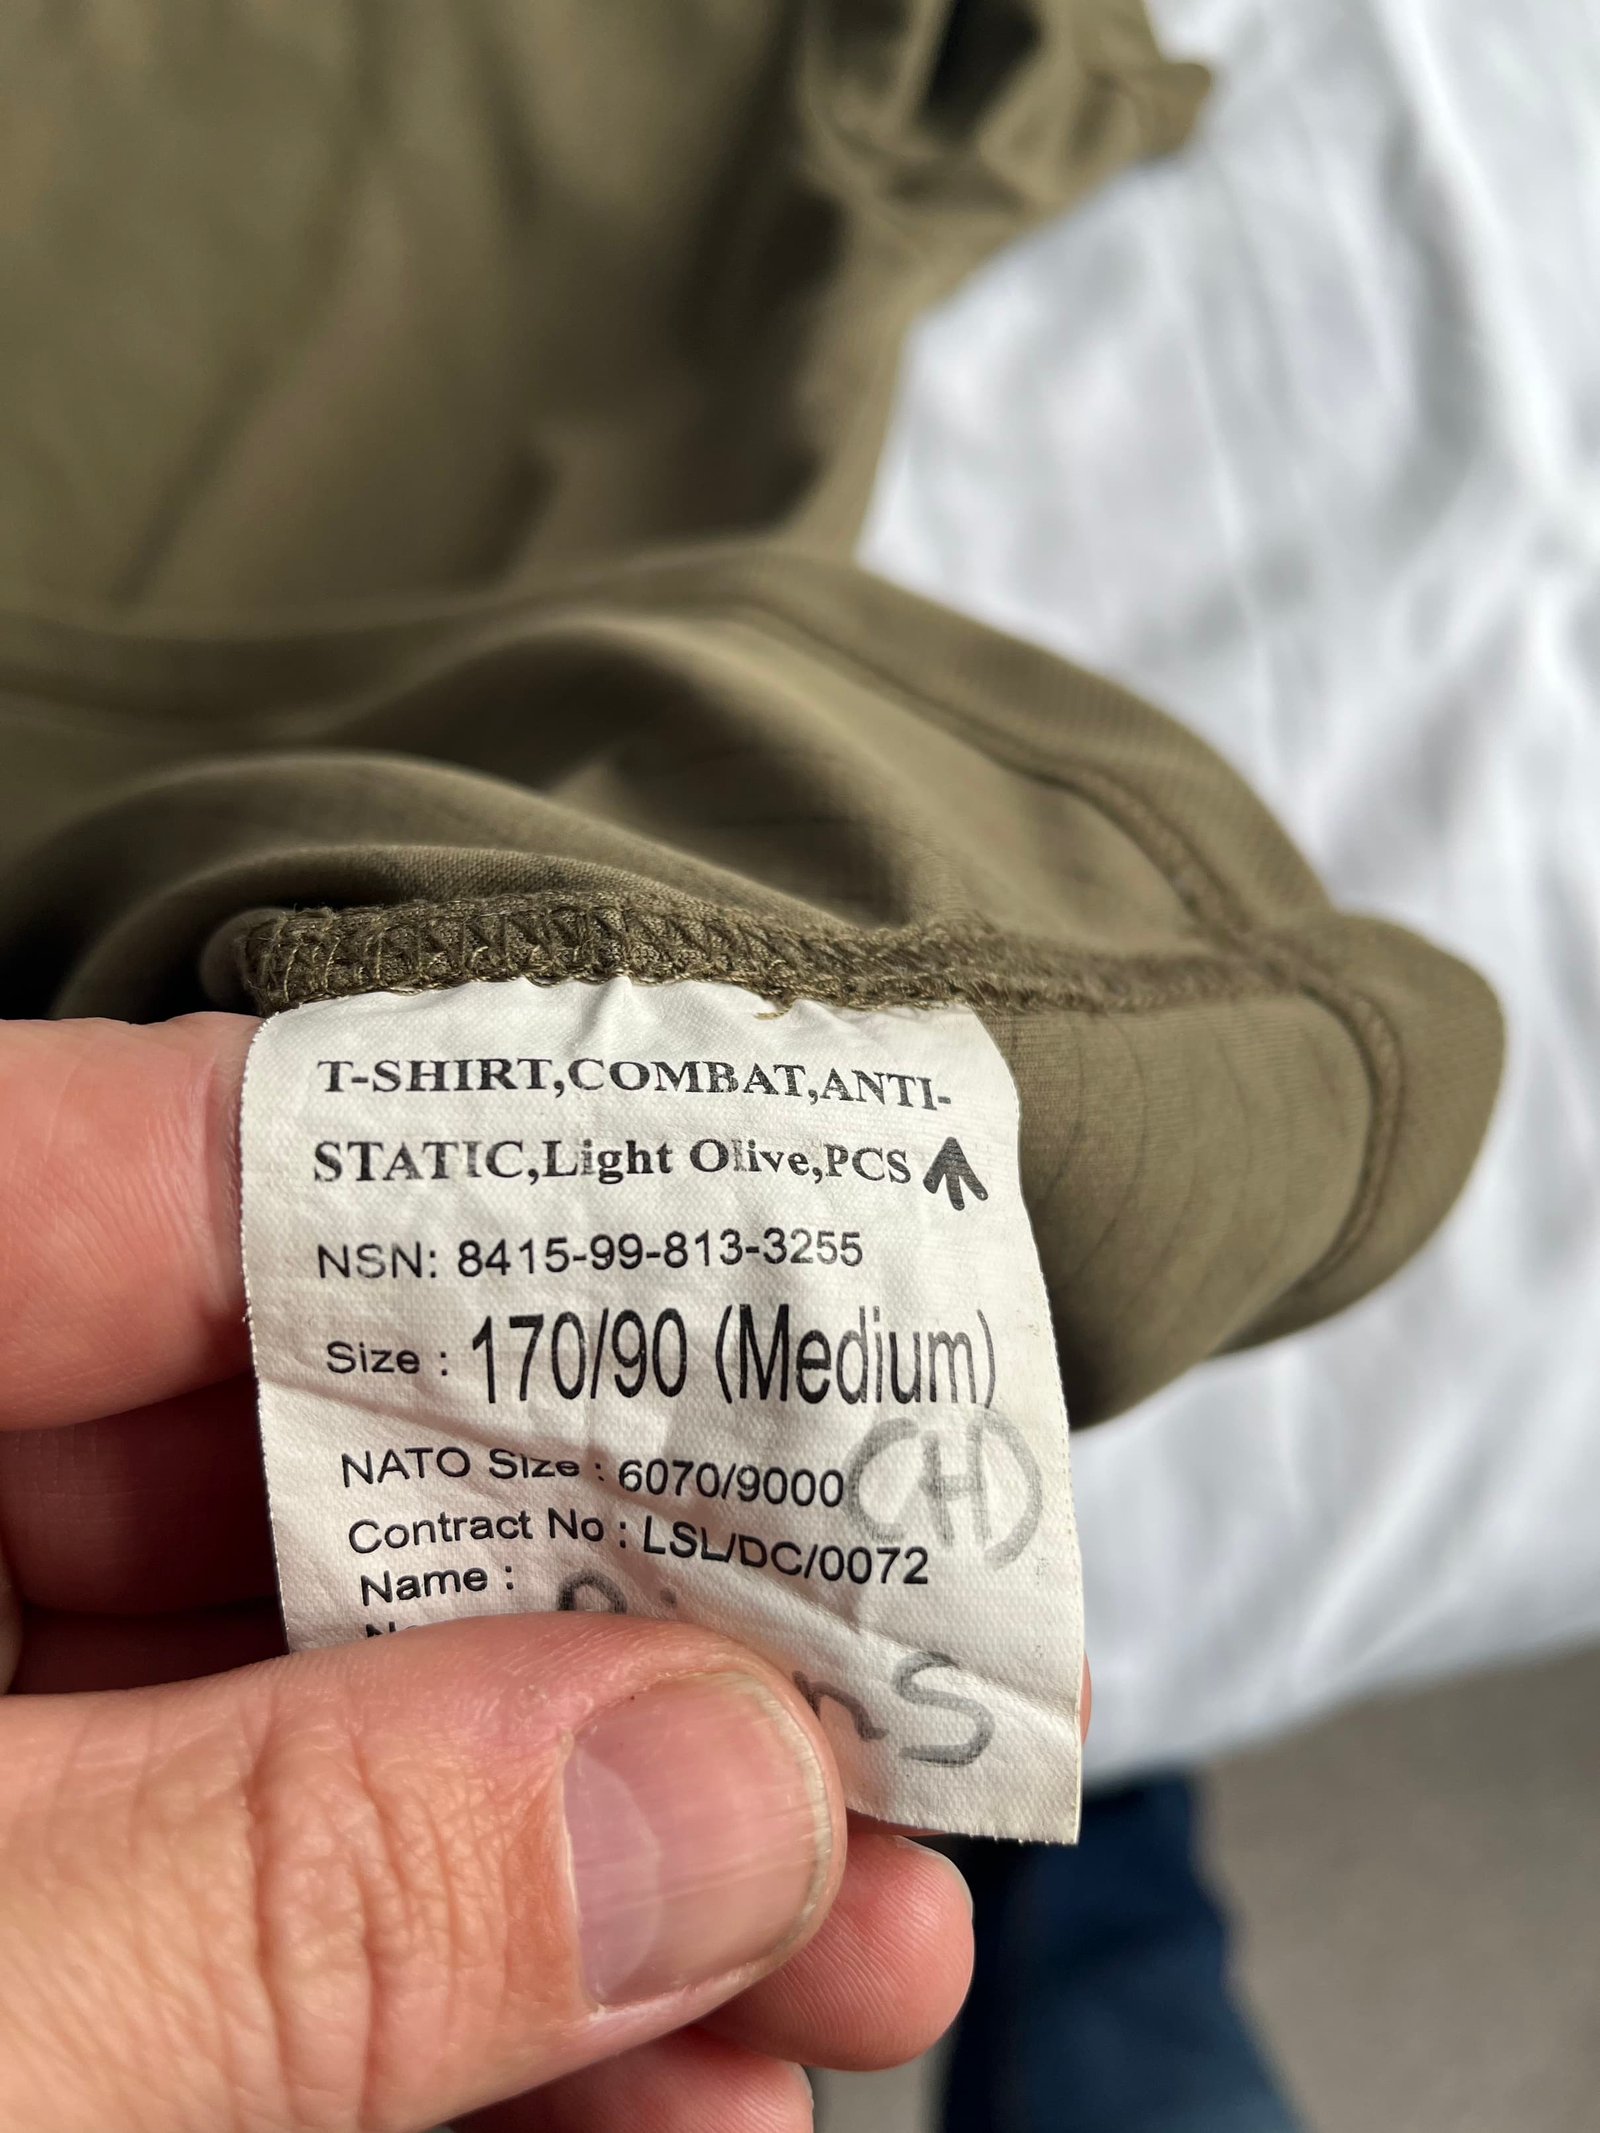 T-SHIRT,COMBAT,ANTI-
STATIC,Light Olive,PCS
NSN: 8415-99-813-3255
Size : 170/90 (Medium)
NATO Size : 6070/9000
(H)
Contract No : LSL/DC/0072
Name :